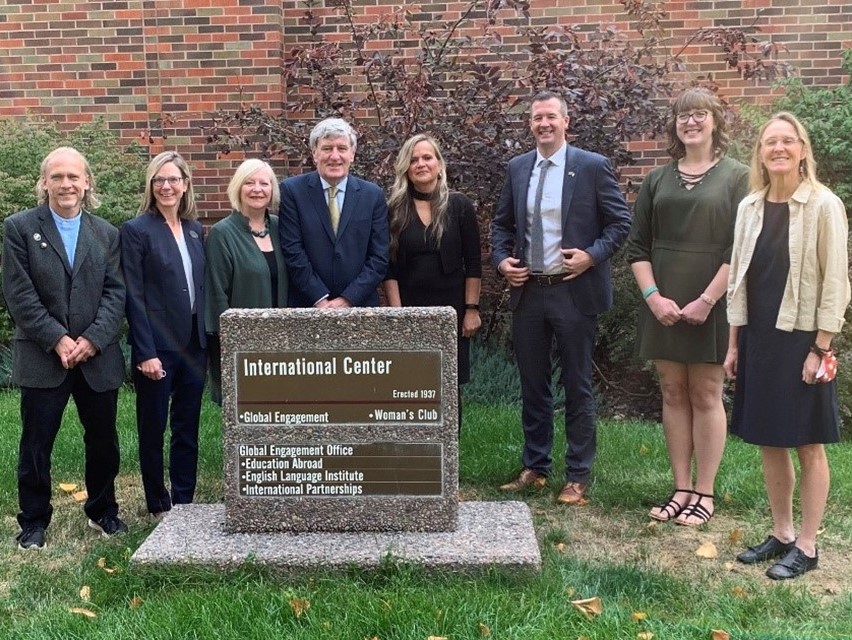 International Center
Erected 1937
•Global Engagement •Woman's Club
Global Engagement Office
•Education Abroad
•English Language Institute
•International Partnerships